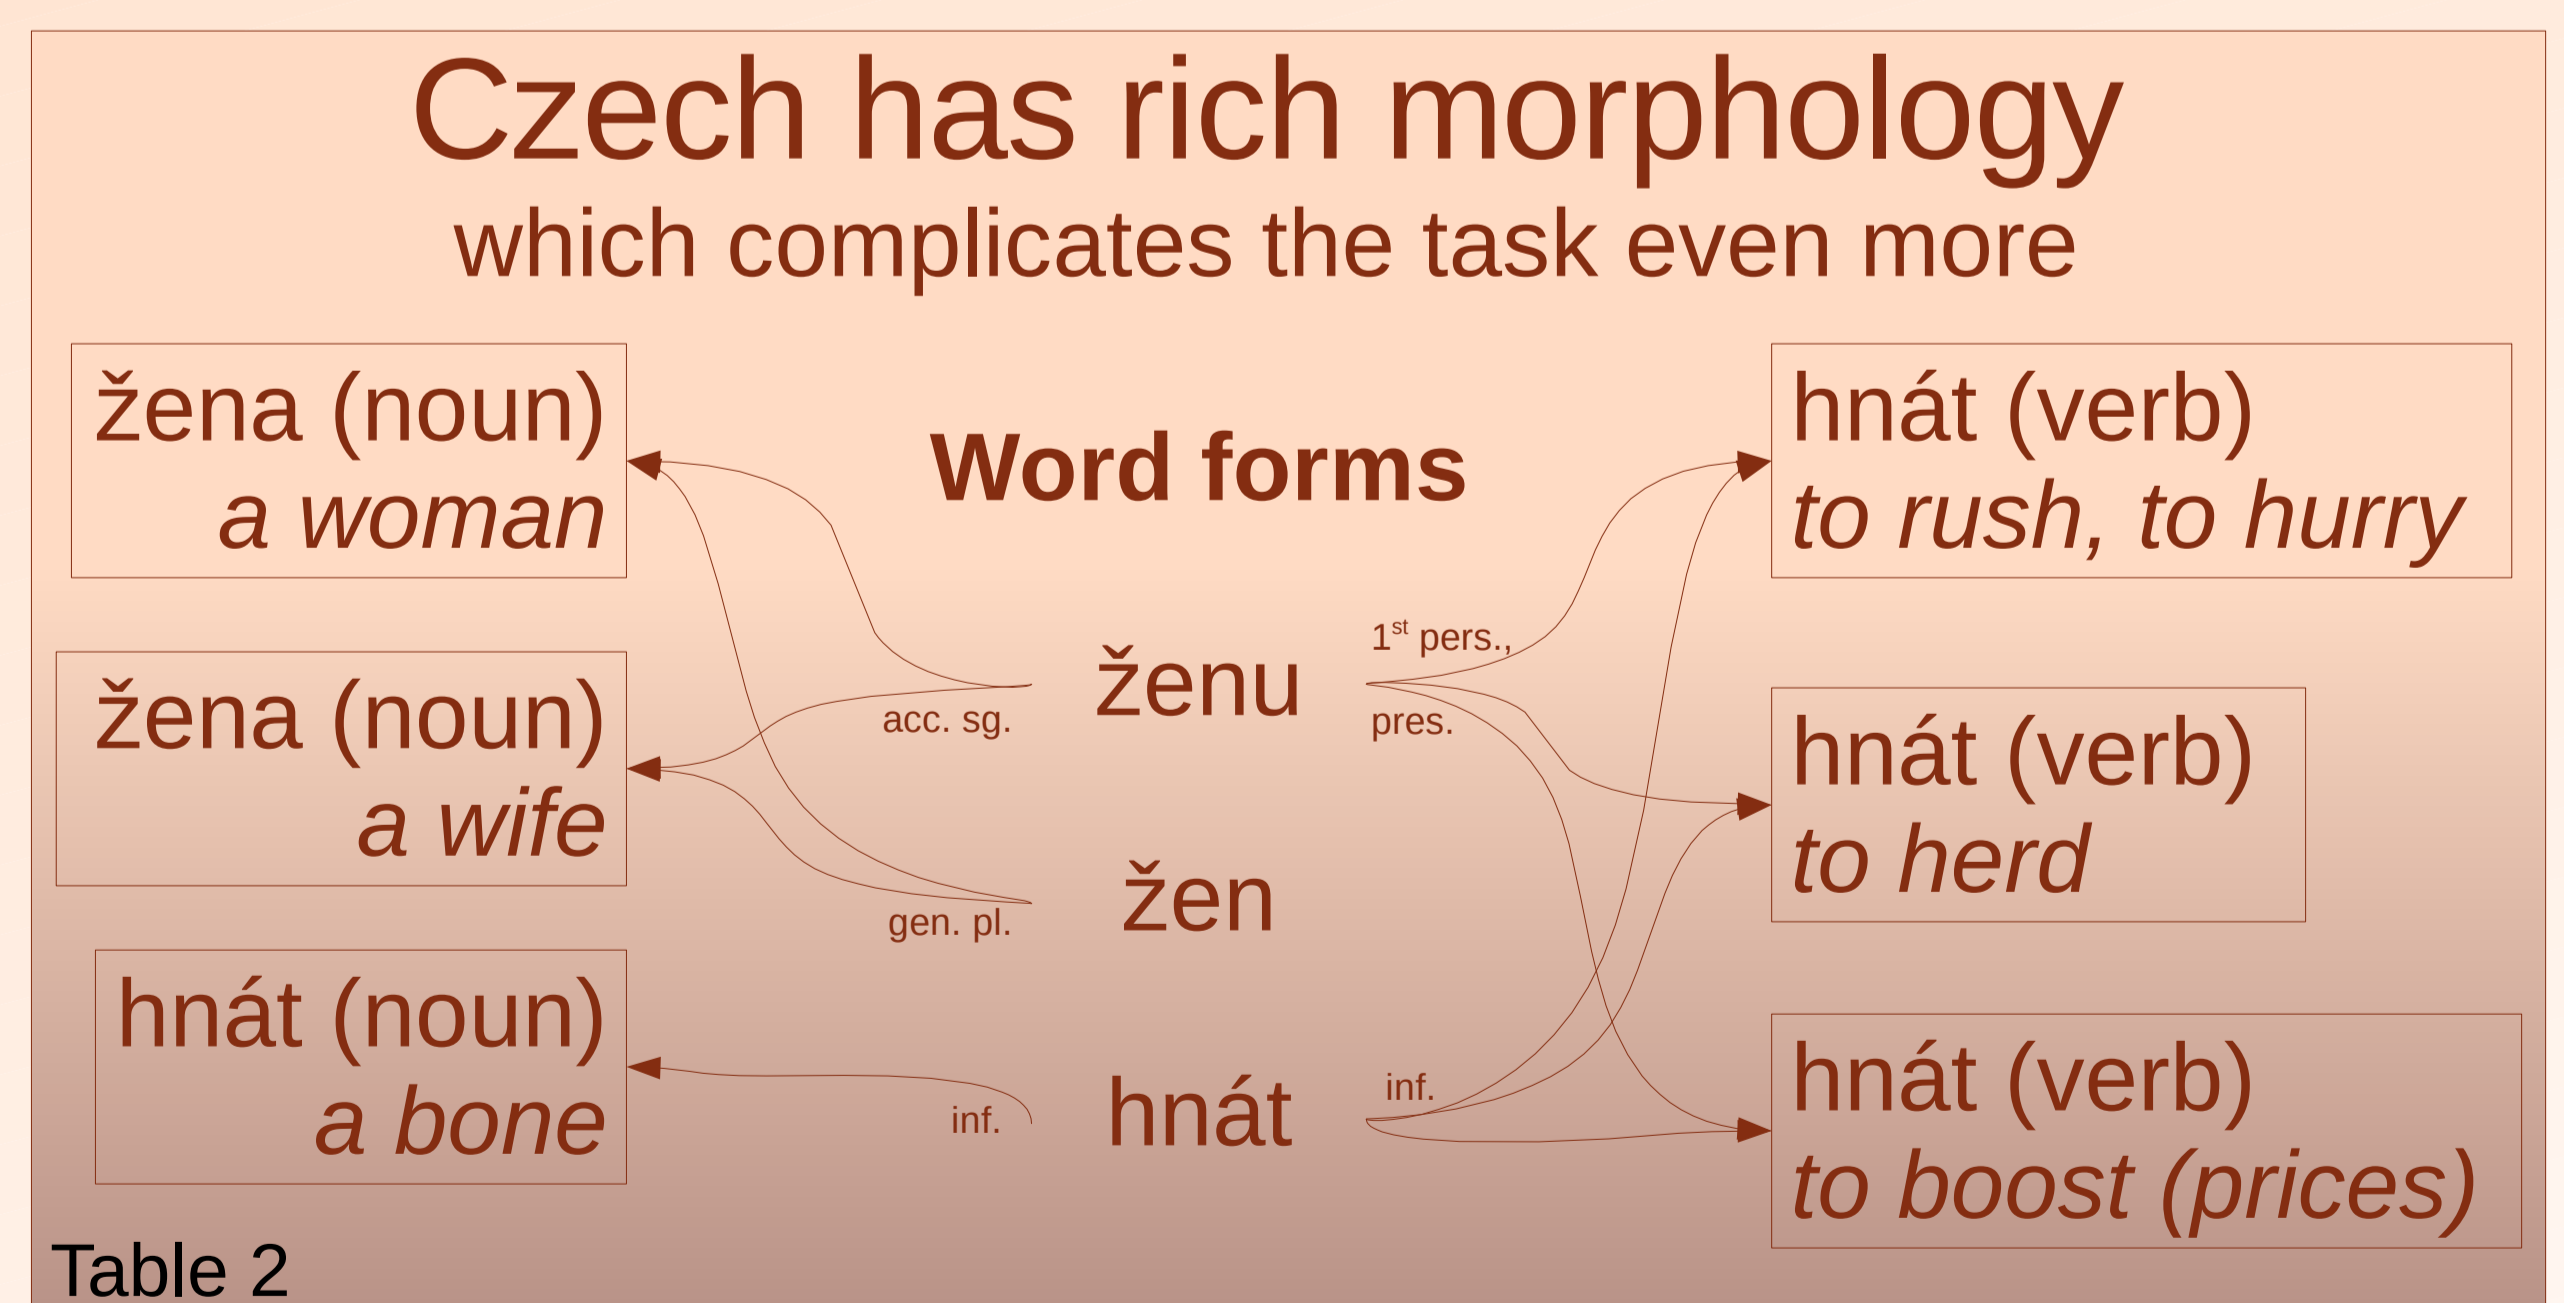 Czech has rich morphology
which complicates the task even more
žena (noun)
a woman
žena (noun)
a wife
hnát (noun)
a bone
Word forms
ženu
acc. sg.
1st pers.,
pres.
žen
gen. pl.
hnát
inf.
inf.
hnát (verb)
to rush, to hurry
hnát (verb)
to herd
hnát (verb)
to boost (prices)
Table 2